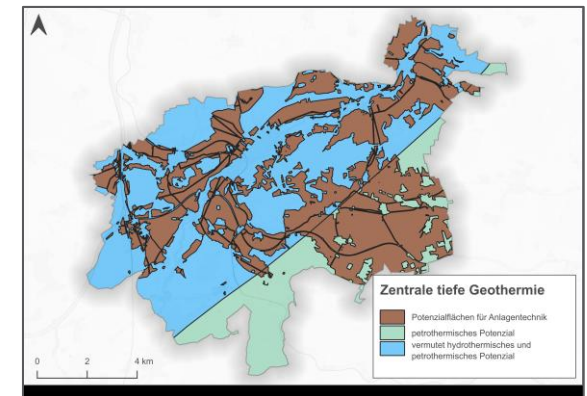 Zentrale tiefe Geothermie
Potenzialflächen für Anlagentechnik
petrothermisches Potenzial
vermutet hydrothermisches und
petrothermisches Potenzial
0 2 4 km